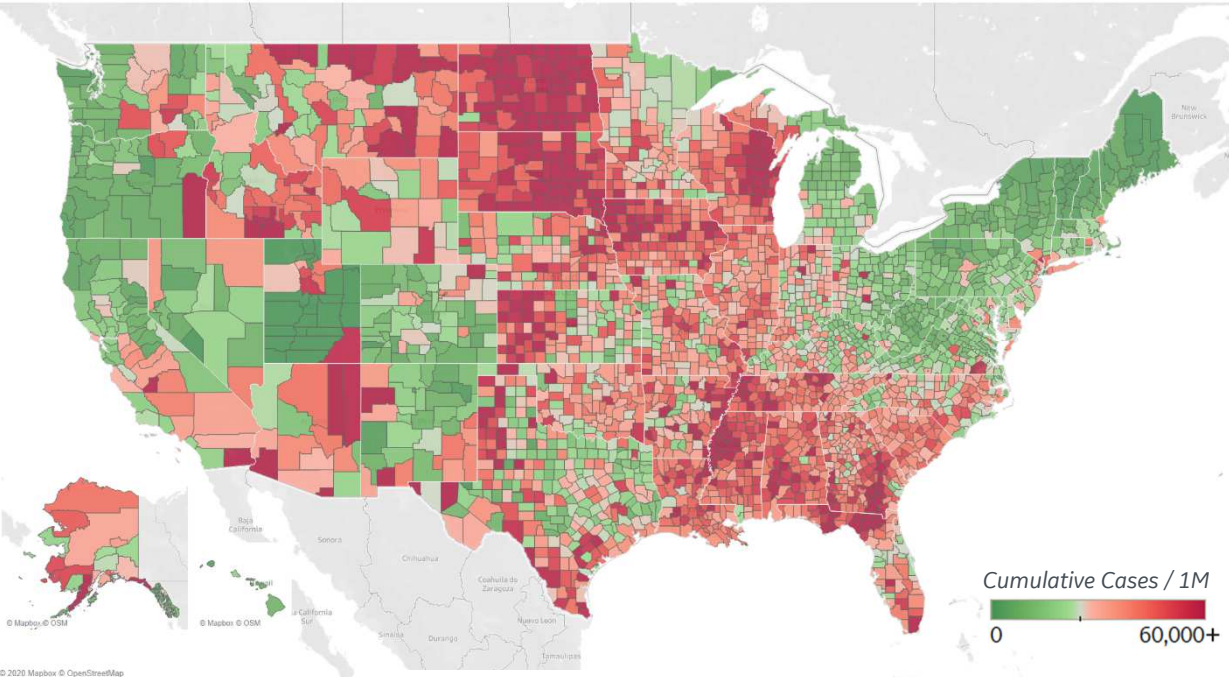 New
Brunswick
Baja
California
Sonora
Chihuahua
Coahuila de
Zaragoza
Nuevo León
Sinaloa
Durango
Tamaulipas
a California
Sur
© Mapbox © OSM
© Mapbox © OSM
Cumulative Cases / 1M
0
60,000+
© 2020 Mapbox © OpenStreetMap